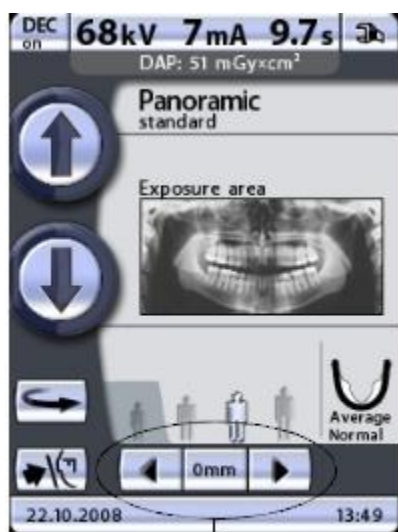 DEC on 68kV 7mA 9.7s
DAP: 51 mGy×cm²
Panoramic
standard
Exposure area
Average
Normal
0mm
22.10.2008 13:49